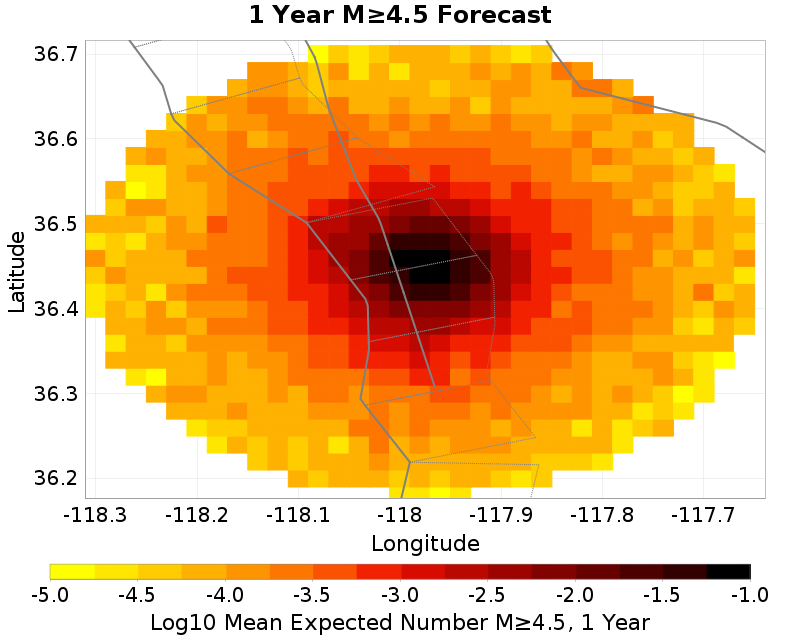 1 Year M≥4.5 Forecast
36.7
36.6
36.5
36.4
36.3
36.2
Latitude
-118.3 -118.2 -118.1 -118 -117.9 -117.8 -117.7
Longitude
-5.0 -4.5 -4.0 -3.5 -3.0 -2.5 -2.0 -1.5 -1.0
Log10 Mean Expected Number M≥4.5, 1 Year